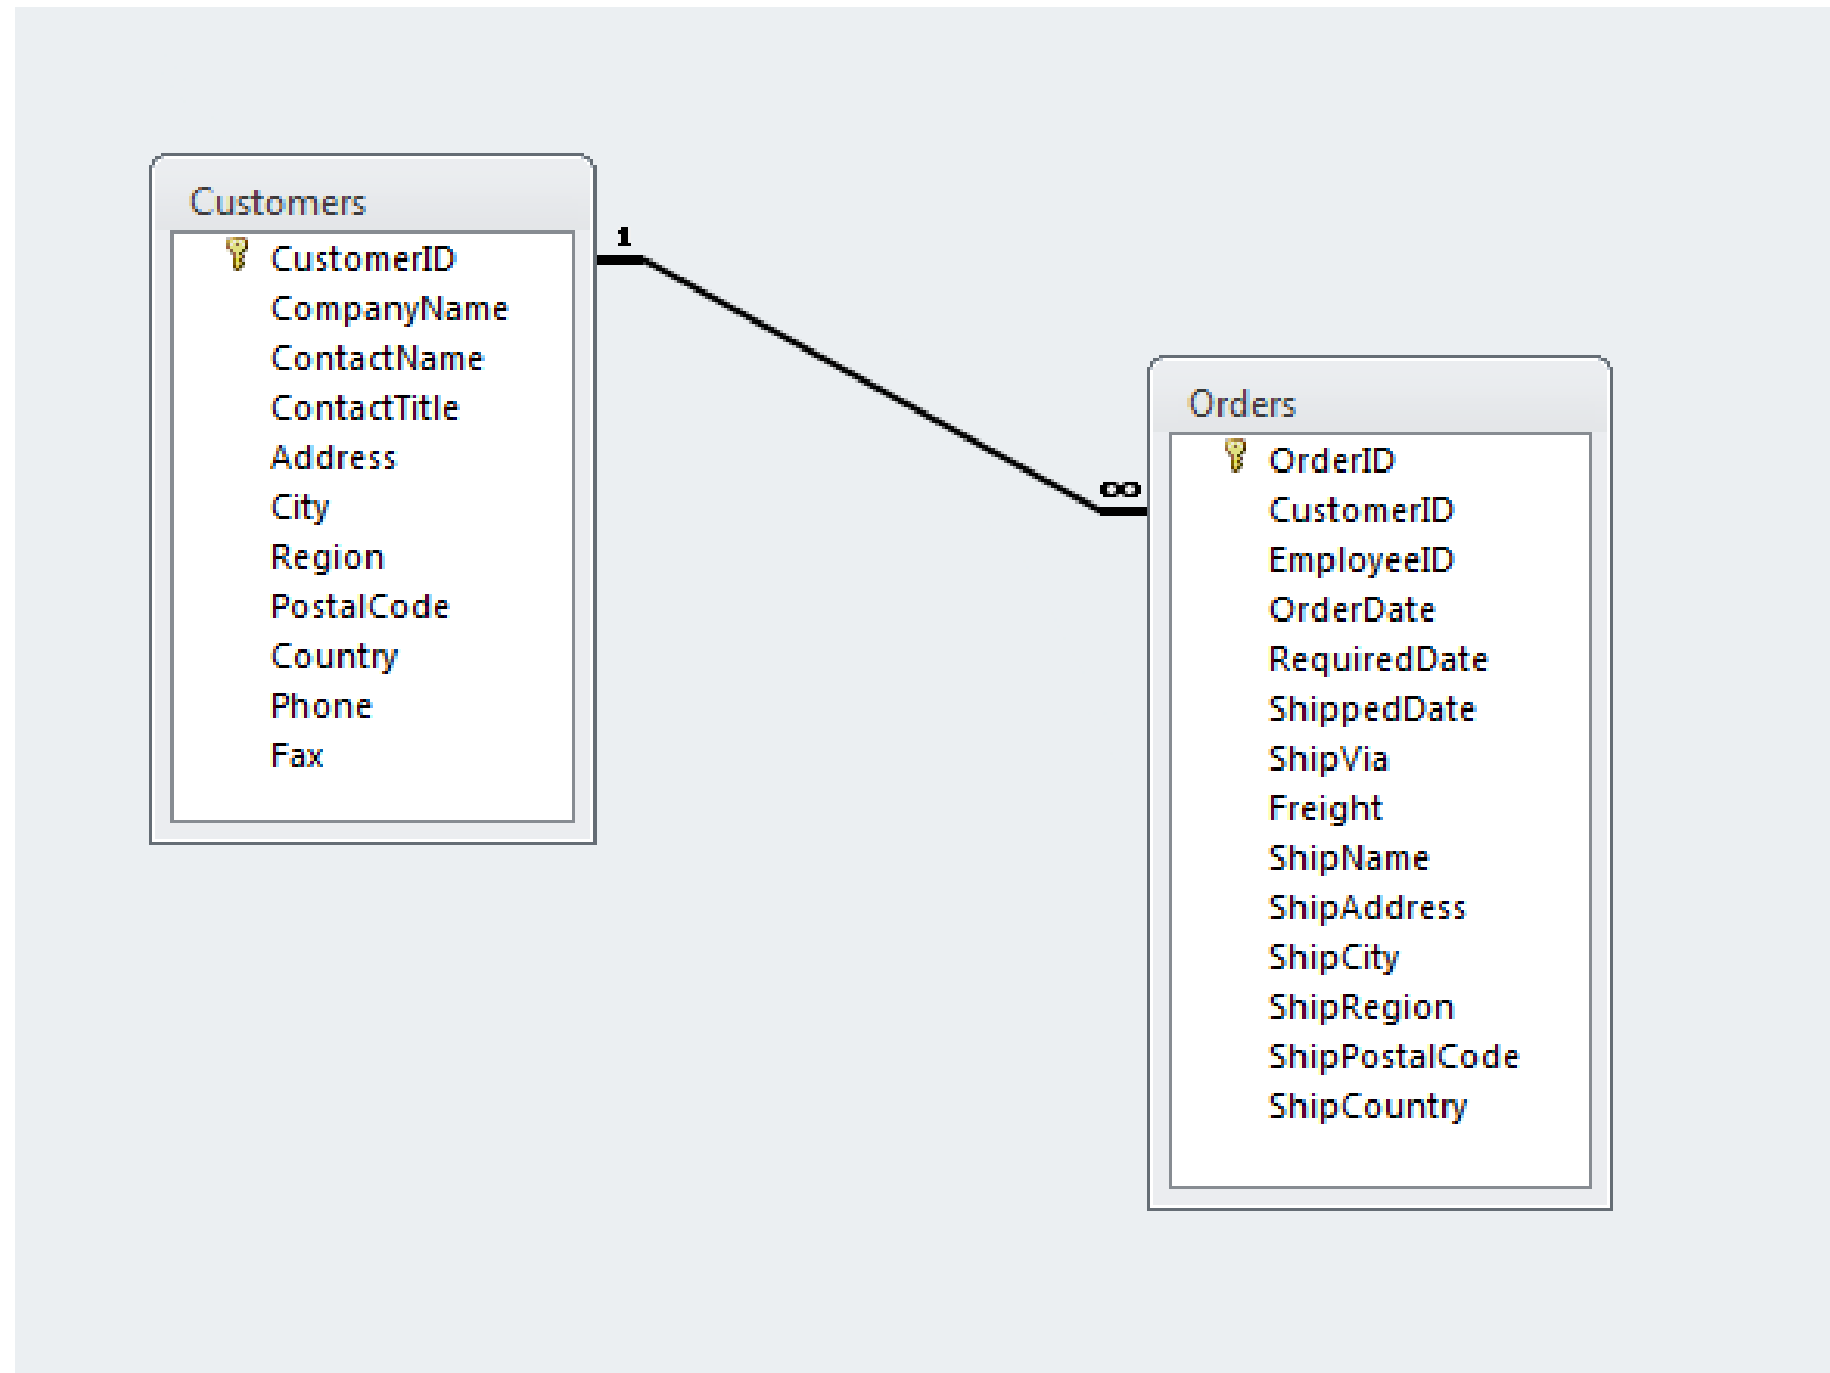 Customers
CustomerID
CompanyName
ContactName
ContactTitle
Address
City
Region
PostalCode
Country
Phone
Fax
1
∞
Orders
OrderID
CustomerID
EmployeeID
OrderDate
RequiredDate
ShippedDate
ShipVia
Freight
ShipName
ShipAddress
ShipCity
ShipRegion
ShipPostalCode
ShipCountry